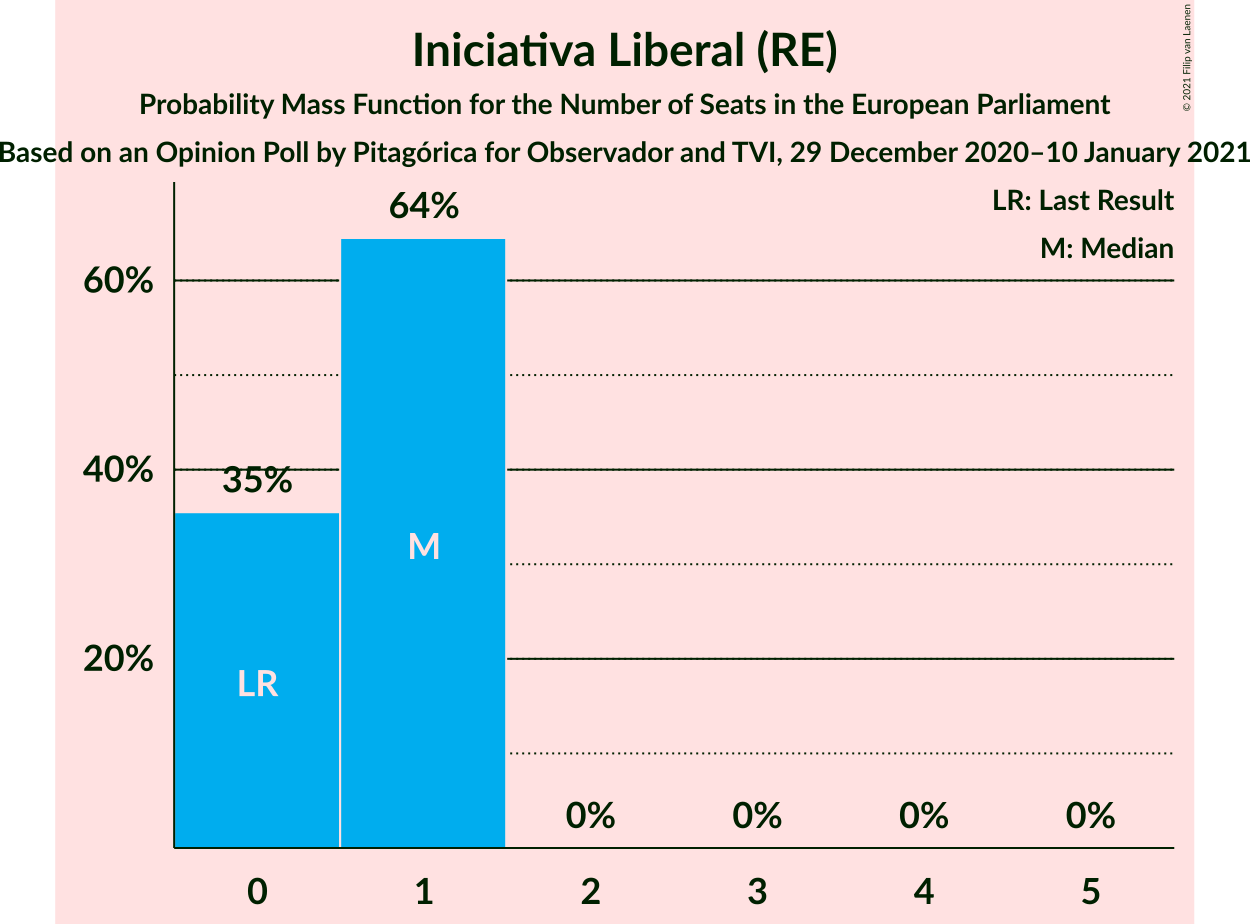 Iniciativa Liberal (RE)
Probability Mass Function for the Number of Seats in the European Parliament
Based on an Opinion Poll by Pitagórica for Observador and TVI, 29 December 2020–10 January 2021
© 2021 Filip van Laenen
LR: Last Result
M: Median
64%
60%
40%
35%
M
20%
LR
0% 0% 0% 0%
0 1 2 3 4 5